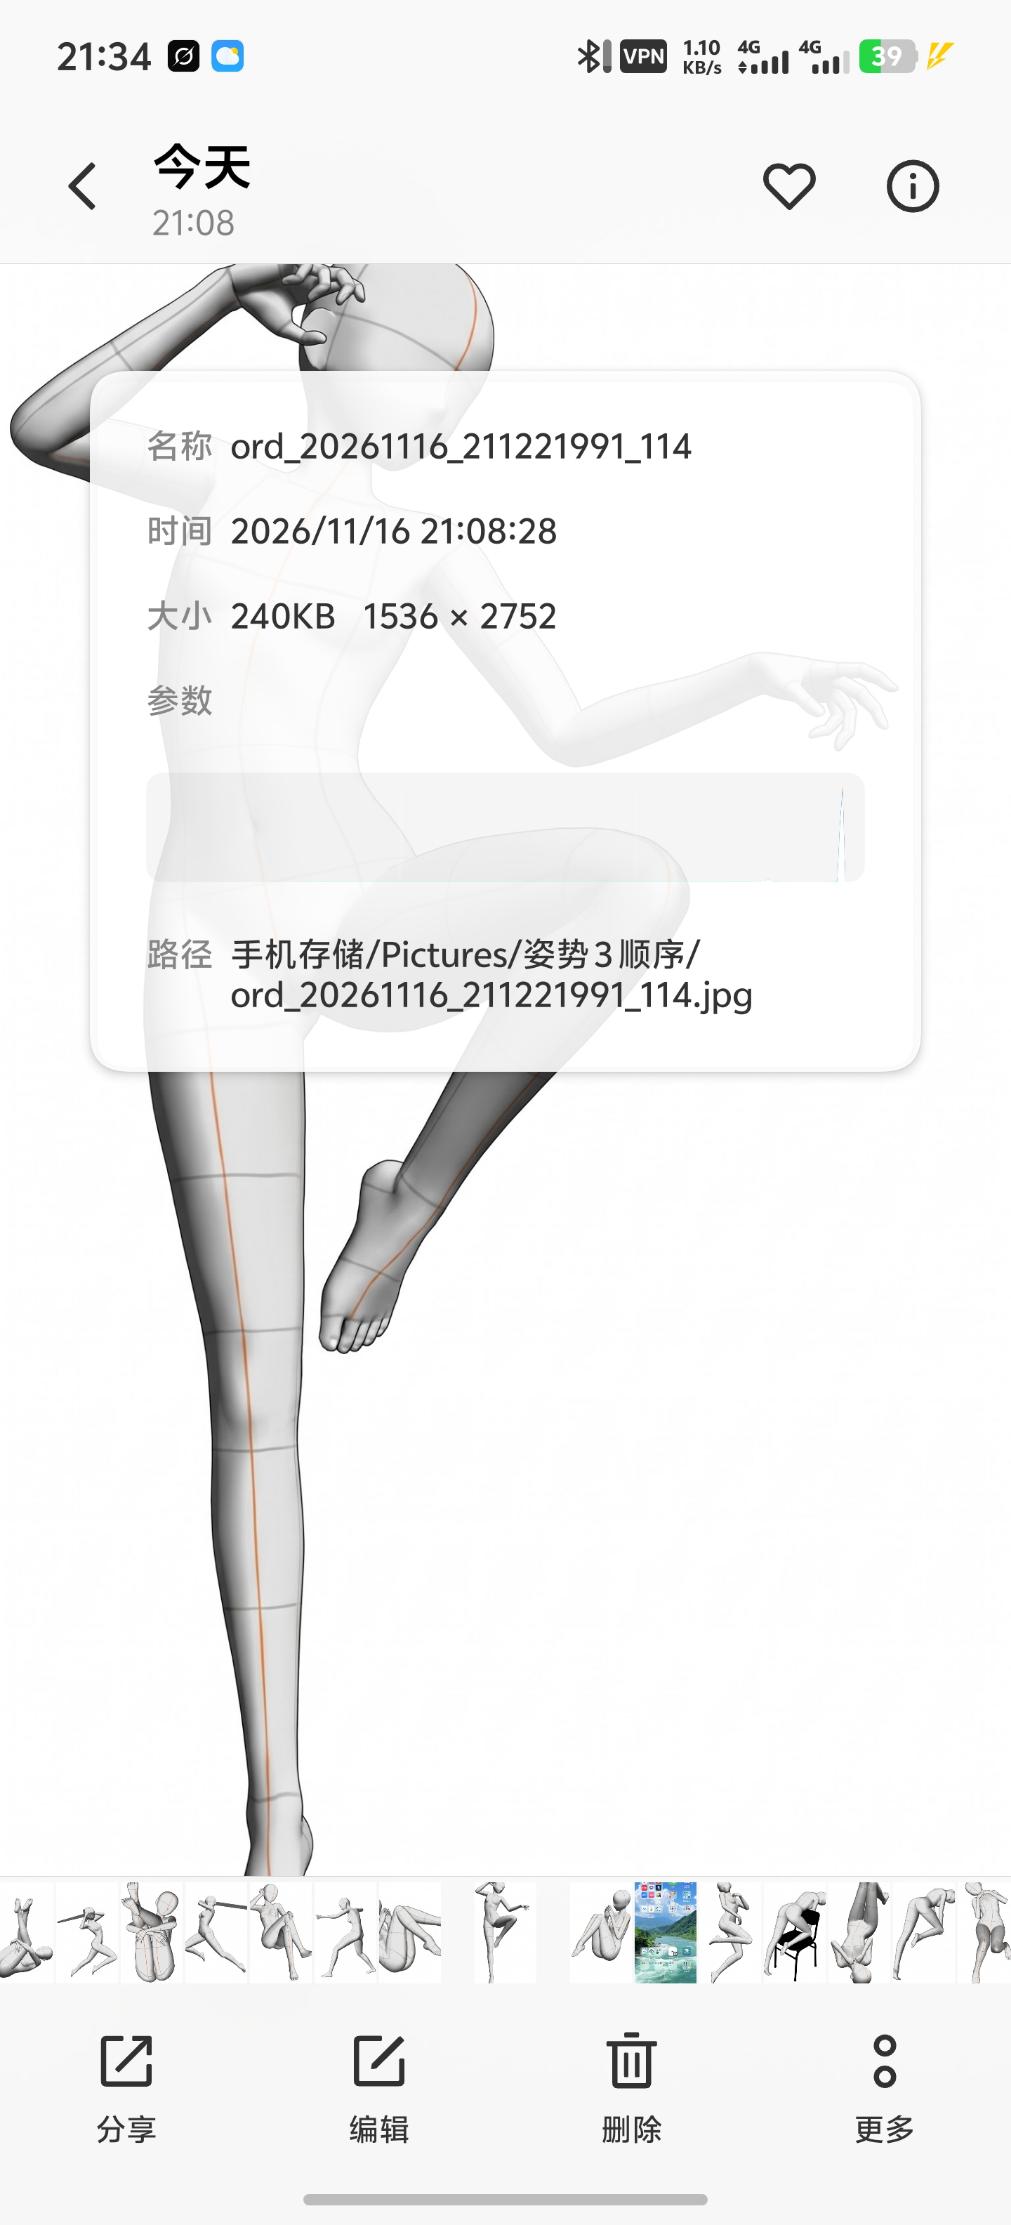 21:34
VPN
1.10
KB/s
4G
4G
39
今天
21:08
名称 ord_20261116_211221991_114
时间 2026/11/16 21:08:28
大小 240KB 1536 × 2752
参数
路径 手机存储/Pictures/姿势3顺序/
ord_20261116_211221991_114.jpg
分享
编辑
删除
更多